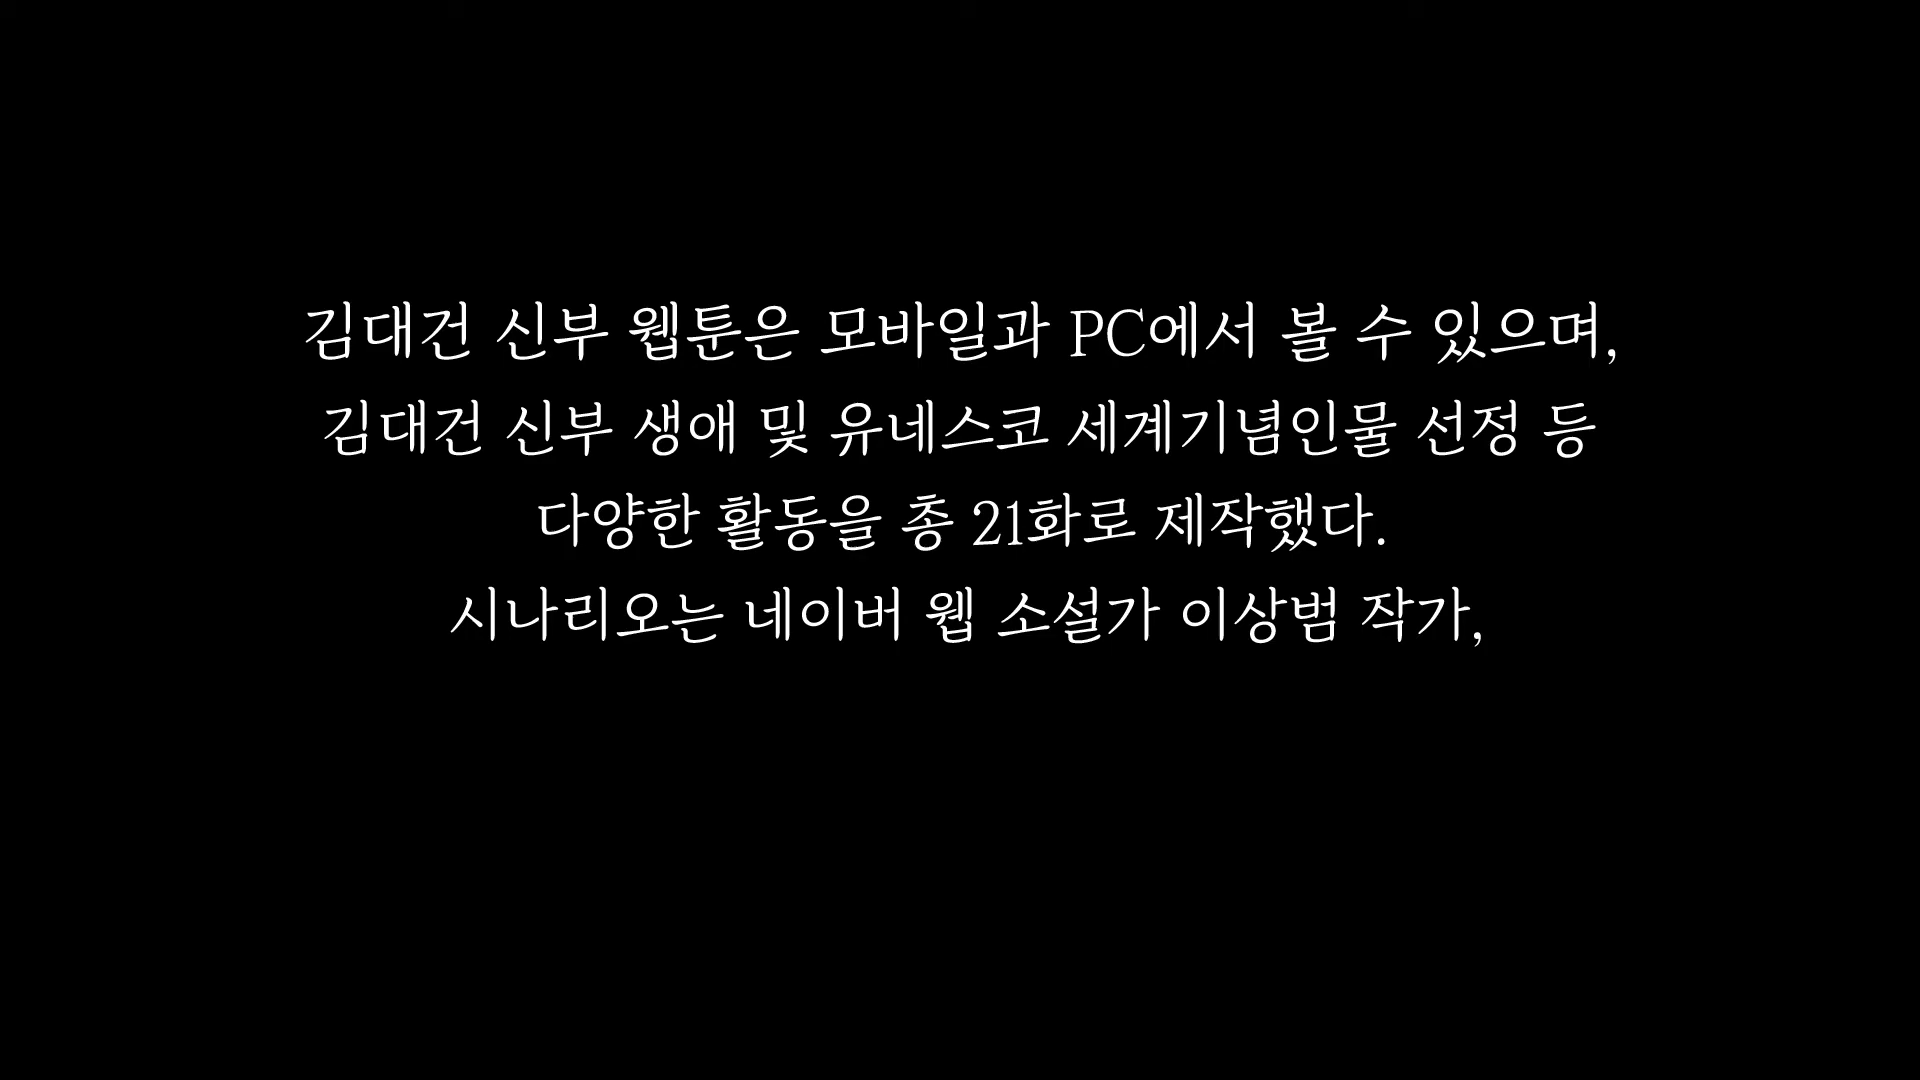 김대건 신부 웹툰은 모바일과 PC에서 볼 수 있으며,
김대건 신부 생애 및 유네스코 세계기념인물 선정 등
다양한 활동을 총 21화로 제작했다.
시나리오는 네이버 웹 소설가 이상범 작가,